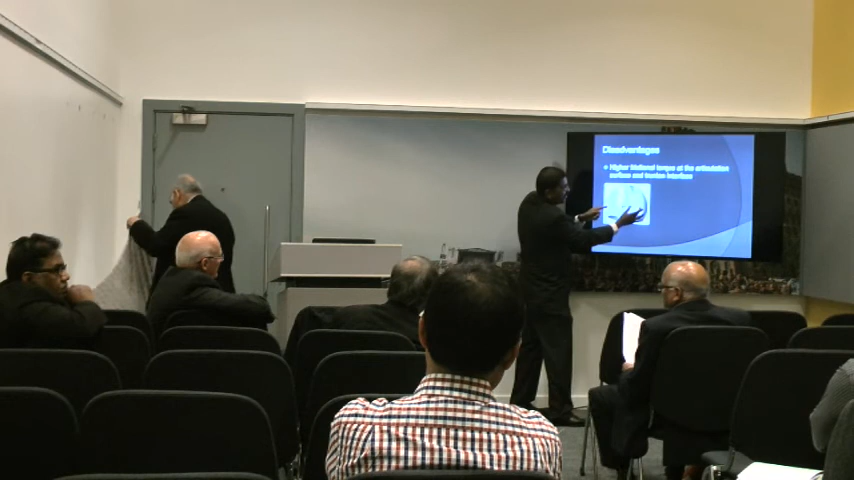 Disadvantages
Higher frictional torque at the articulation
surface and trunion interface